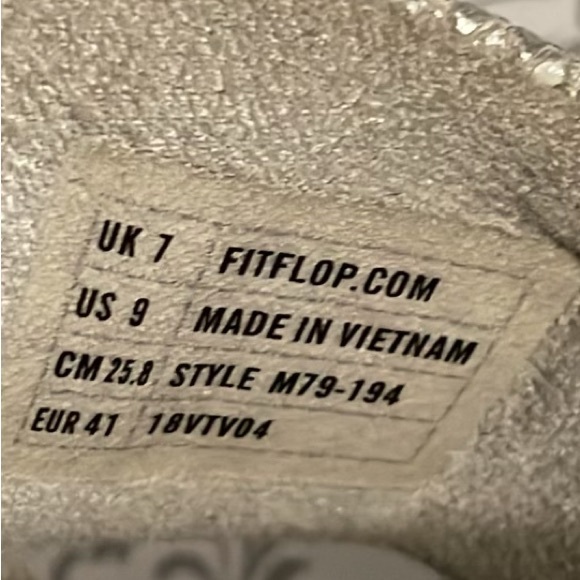 UK 7 FITFLOP.COM
US 9 MADE IN VIETNAM
CM 25.8 STYLE M79-194
EUR 41 18VTV04